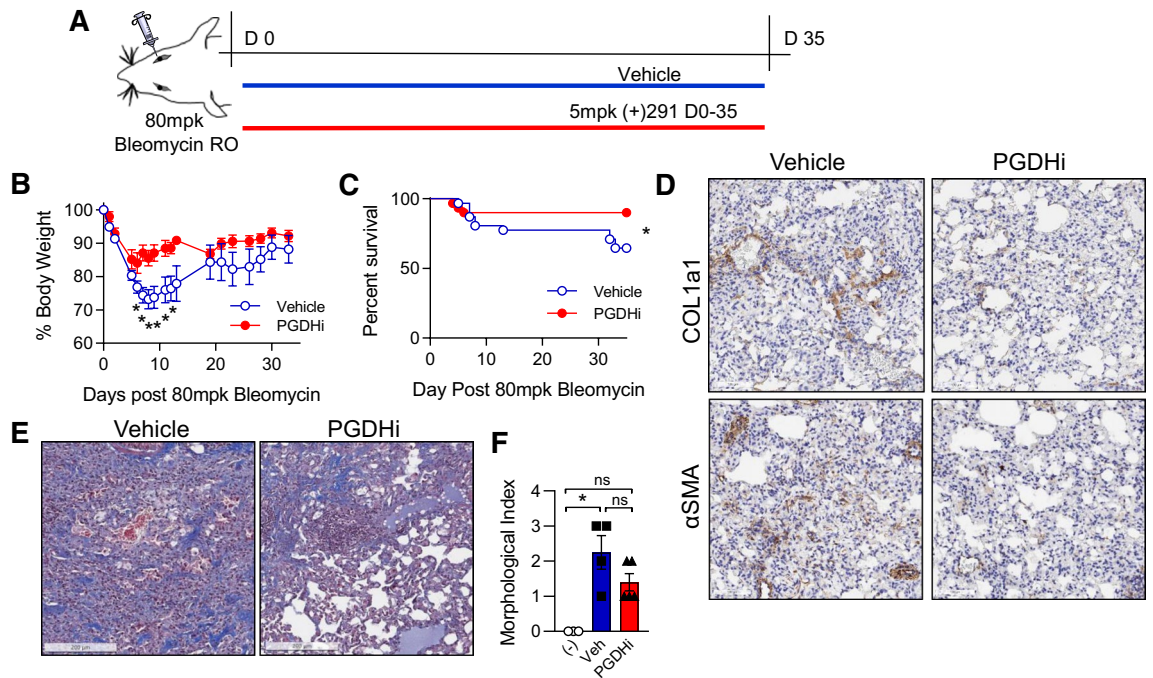 A
D 0
D 35
Vehicle
5mpk (+)291 D0-35
80mpk
Bleomycin RO
B
% Body Weight
100
90
80
70
60
0
10
20
30
Vehicle
PGDHi
*
*
*
*
*
*
Days post 80mpk Bleomycin
C
Percent survival
100
50
0
0
10
20
30
*
Vehicle
PGDHi
Day Post 80mpk Bleomycin
D
Vehicle
PGDHi
COL1a1
αSMA
E
Vehicle
PGDHi
200 µm
F
Morphological Index
4
3
2
1
0
ns
*
ns
(-)
Veh
PGDHi